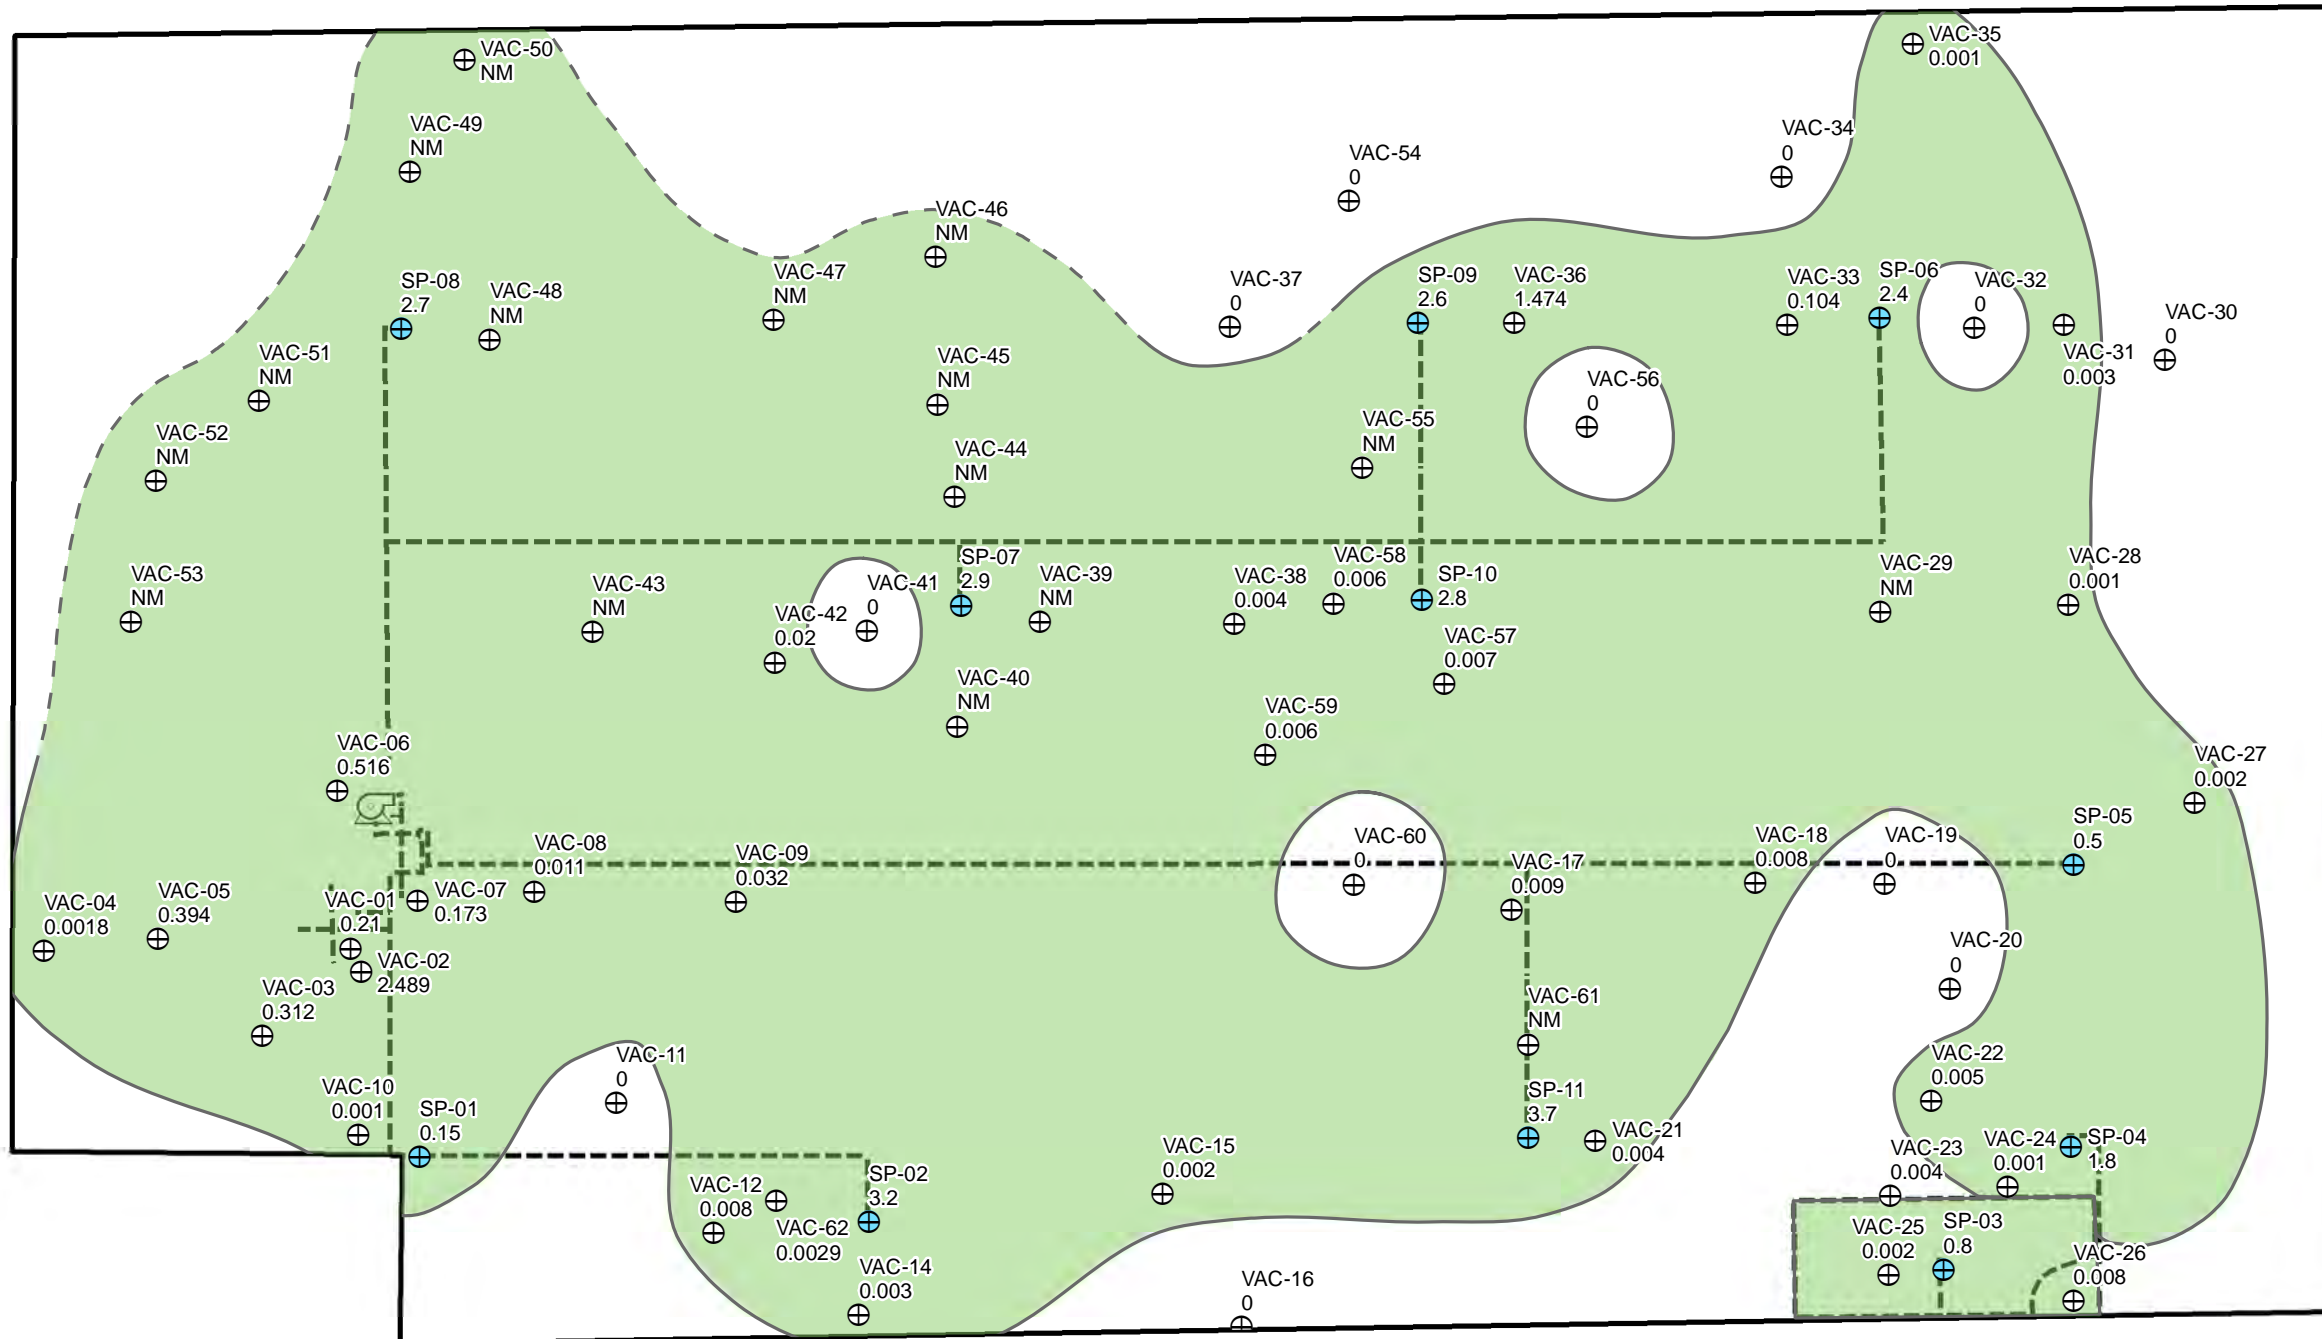 VAC-50
NM
VAC-35
0.001
VAC-49
NM
VAC-34
0
VAC-54
0
VAC-46
NM
SP-08
2.7
VAC-48
NM
VAC-47
NM
VAC-37
0
SP-09
2.6
VAC-36
1.474
VAC-33
0.104
SP-06
2.4
VAC-32
0
VAC-30
0
VAC-31
0.003
VAC-51
NM
VAC-45
NM
VAC-56
0
VAC-52
NM
VAC-55
NM
VAC-44
NM
VAC-53
NM
VAC-43
NM
VAC-42
0.02
VAC-41
0
SP-07
2.9
VAC-39
NM
VAC-38
0.004
VAC-58
0.006
SP-10
2.8
VAC-29
NM
VAC-28
0.001
VAC-57
0.007
VAC-40
NM
VAC-59
0.006
VAC-06
0.516
VAC-27
0.002
VAC-08
0.011
VAC-09
0.032
VAC-60
0
VAC-17
0.009
VAC-18
0.008
VAC-19
0
SP-05
0.5
VAC-04
0.0018
VAC-05
0.394
VAC-01
0.21
VAC-07
0.173
VAC-02
2.489
VAC-03
0.312
VAC-20
0
VAC-61
NM
VAC-11
0
VAC-22
0.005
VAC-10
0.001
SP-01
0.15
SP-11
3.7
VAC-21
0.004
VAC-15
0.002
VAC-23
0.004
VAC-24
0.001
SP-04
1.8
VAC-12
0.008
SP-02
3.2
VAC-62
0.0029
VAC-25
0.002
SP-03
0.8
VAC-26
0.008
VAC-14
0.003
VAC-16
0